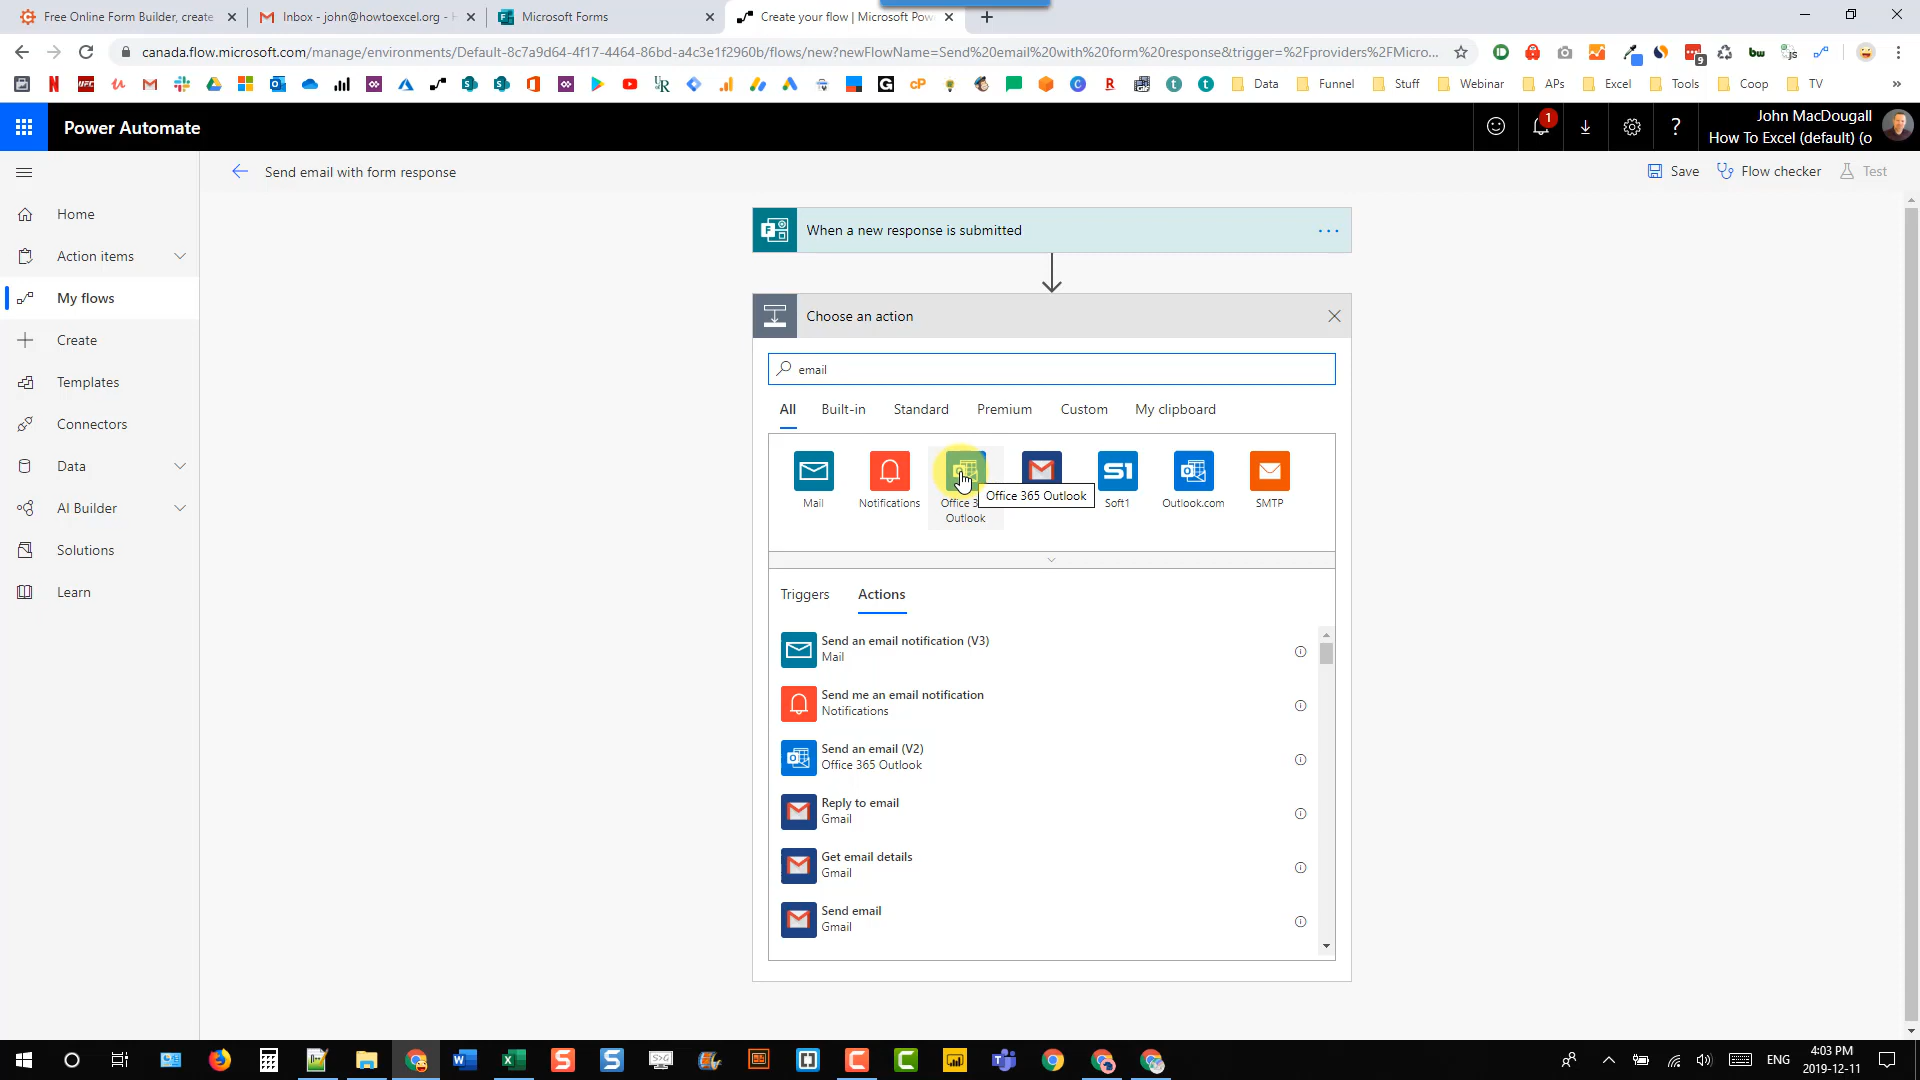 Free Online Form Builder, create
Inbox - john@howtoexcel.org - H
Microsoft Forms
Create your flow | Microsoft Pow
canada.flow.microsoft.com/manage/environments/Default-8c7a9d64-4f17-4464-86bd-a4c3e1f2960b/flows/new?newFlowName=Send%20email%20with%20form%20response&trigger=%2Fproviders%2FMicro...
Data
Funnel
Stuff
Webinar
APs
Excel
Tools
Coop
TV
Power Automate
1
John MacDougall
How To Excel (default) (o
Send email with form response
Save
Flow checker
Test
Home
Action items
My flows
Create
Templates
Connectors
Data
AI Builder
Solutions
Learn
When a new response is submitted
Choose an action
email
All
Built-in
Standard
Premium
Custom
My clipboard
Mail
Notifications
Office 3
Outlook
Office 365 Outlook
Soft1
Outlook.com
SMTP
Triggers
Actions
Send an email notification (V3)
Mail
Send me an email notification
Notifications
Send an email (V2)
Office 365 Outlook
Reply to email
Gmail
Get email details
Gmail
Send email
Gmail
ENG
4:03 PM
2019-12-11